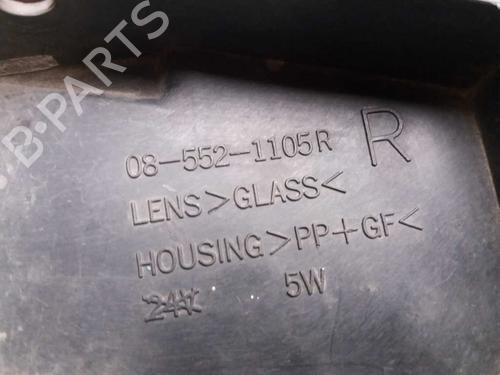 B-PARTS
08-552-1105R R
LENS>GLASS<
HOUSING>PP+GF<
5W